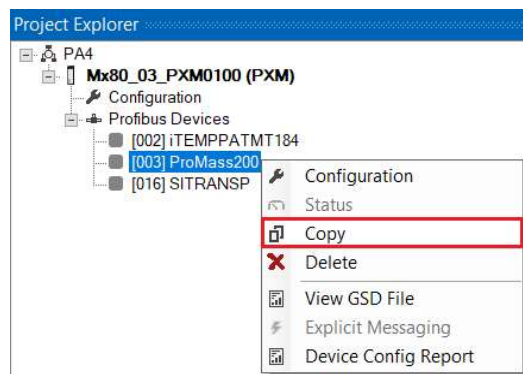 Project Explorer
PA4
Mx80_03_PXM0100 (PXM)
Configuration
Profibus Devices
[002] iTEMPPATMT184
[003] ProMass200
[016] SITRANSP
Configuration
Status
Copy
Delete
View GSD File
Explicit Messaging
Device Config Report